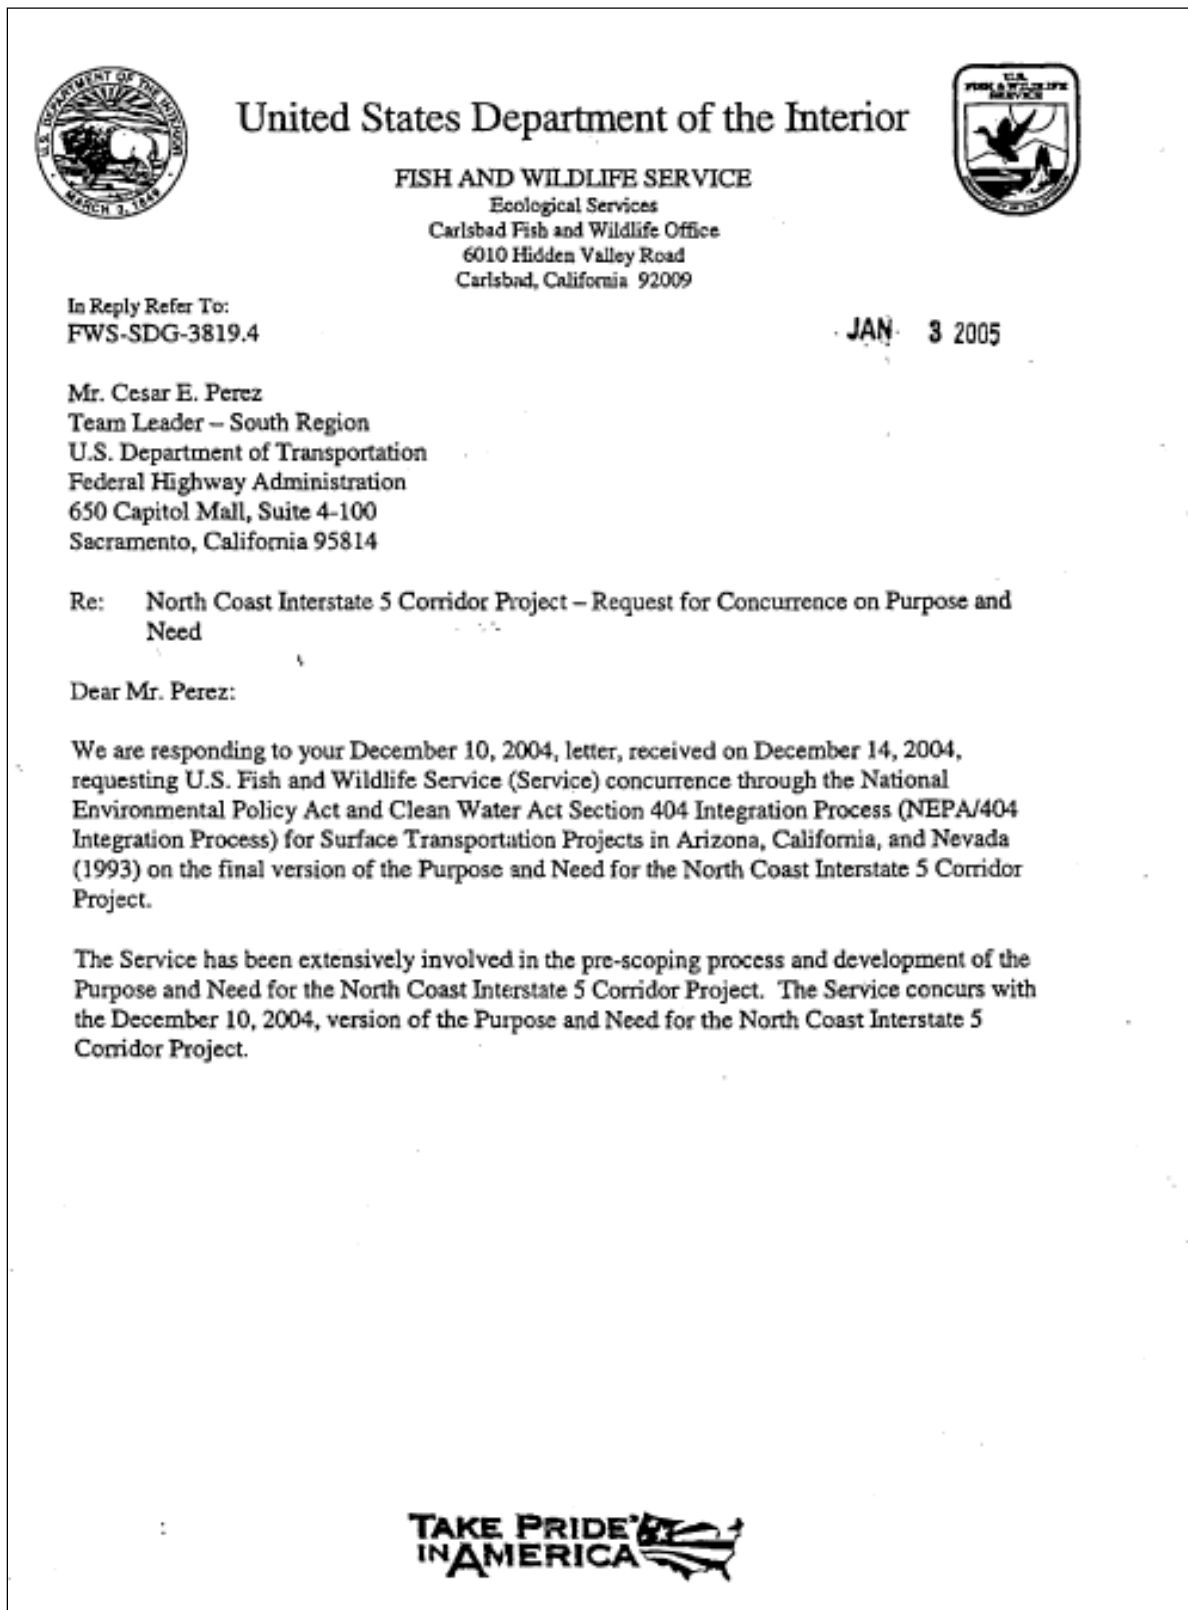 U.S. DEPARTMENT OF THE INTERIOR
MARCH 3, 1849
U.S.
FISH & WILDLIFE
SERVICE
United States Department of the Interior
FISH AND WILDLIFE SERVICE
Ecological Services
Carlsbad Fish and Wildlife Office
6010 Hidden Valley Road
Carlsbad, California 92009
In Reply Refer To:
FWS-SDG-3819.4
JAN 3 2005
Mr. Cesar E. Perez
Team Leader – South Region
U.S. Department of Transportation
Federal Highway Administration
650 Capitol Mall, Suite 4-100
Sacramento, California 95814
Re: North Coast Interstate 5 Corridor Project – Request for Concurrence on Purpose and
Need
Dear Mr. Perez:
We are responding to your December 10, 2004, letter, received on December 14, 2004,
requesting U.S. Fish and Wildlife Service (Service) concurrence through the National
Environmental Policy Act and Clean Water Act Section 404 Integration Process (NEPA/404
Integration Process) for Surface Transportation Projects in Arizona, California, and Nevada
(1993) on the final version of the Purpose and Need for the North Coast Interstate 5 Corridor
Project.
The Service has been extensively involved in the pre-scoping process and development of the
Purpose and Need for the North Coast Interstate 5 Corridor Project. The Service concurs with
the December 10, 2004, version of the Purpose and Need for the North Coast Interstate 5
Corridor Project.
TAKE PRIDE
IN AMERICA